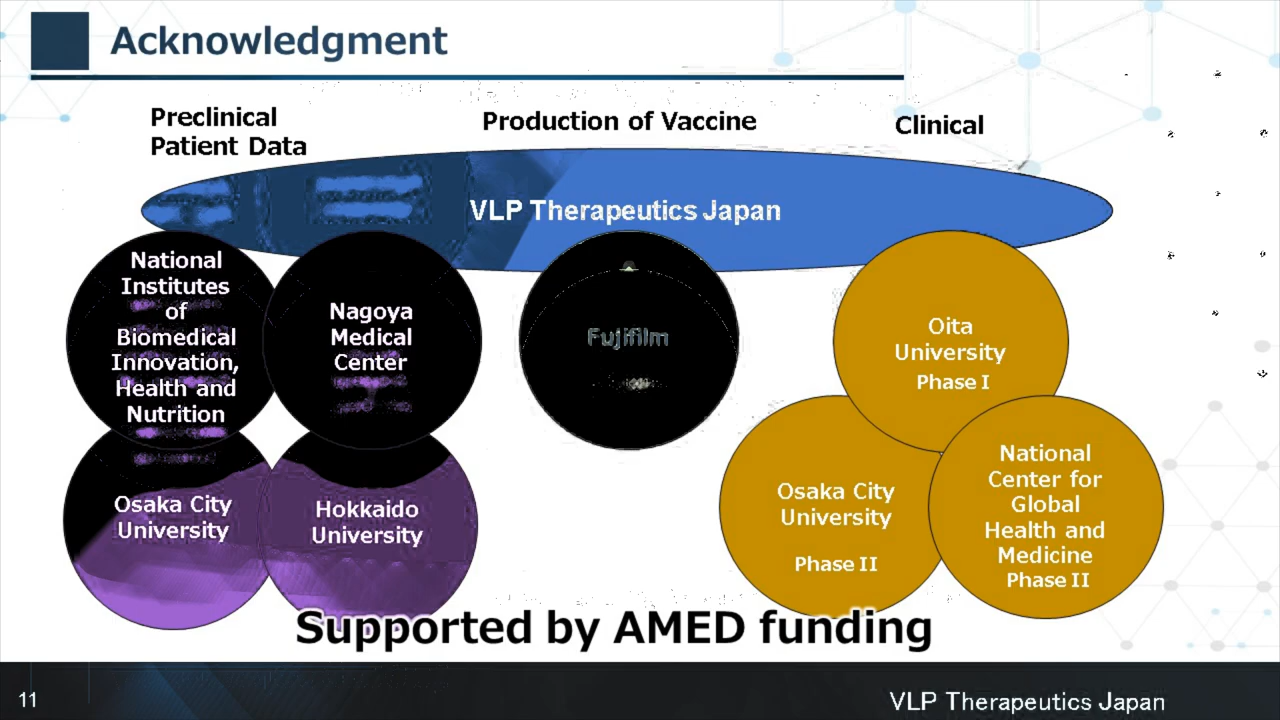 Acknowledgment
Preclinical
Patient Data
Production of Vaccine
Clinical
VLP Therapeutics Japan
National
Institutes
of
Biomedical
Innovation,
Health and
Nutrition
Nagoya
Medical
Center
Fujifilm
Oita
University
Phase I
Osaka City
University
Hokkaido
University
Osaka City
University
Phase II
National
Center for
Global
Health and
Medicine
Phase II
Supported by AMED funding
11
VLP Therapeutics Japan